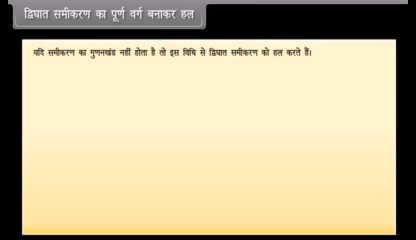 द्विघात समीकरण का पूर्ण वर्ग बनाकर हल
यदि समीकरण का गुणनखंड नहीं होता है तो इस विधि से द्विघात समीकरण को हल करते हैं।